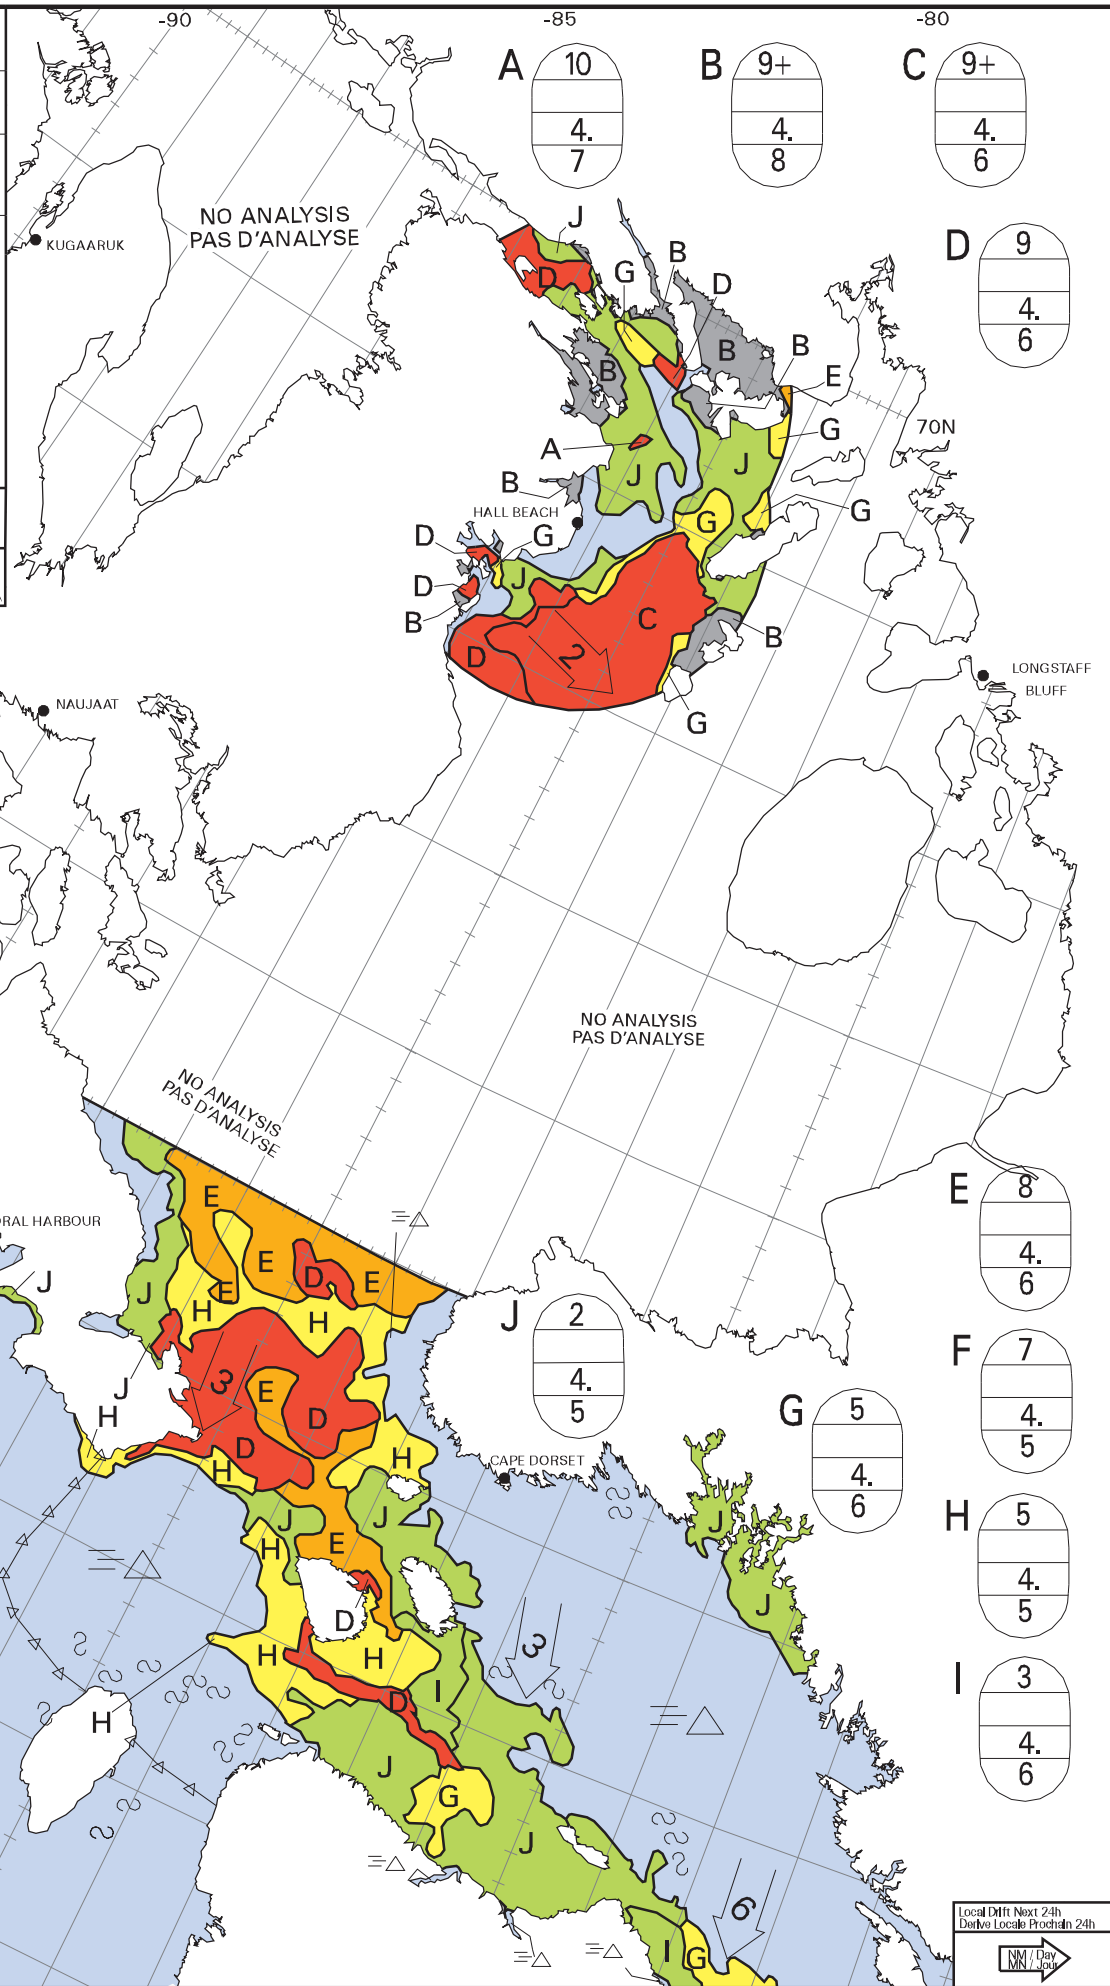 -90
-85
-80
A
10
4.
7
B
9+
4.
8
C
9+
4.
6
D
9
4.
6
NO ANALYSIS
PAS D'ANALYSE
KUGAARUK
J
B
G
D
D
B
B
B
E
G
70N
A
J
J
B
HALL BEACH
G
G
D
G
J
D
B
C
B
D
2
G
LONGSTAFF
BLUFF
NAUJAAT
NO ANALYSIS
PAS D'ANALYSE
NO ANALYSIS
PAS D'ANALYSE
E
8
4.
6
E
ORAL HARBOUR
E
D
E
J
J
E
H
H
J
2
4.
5
F
7
4.
5
J
3
E
H
D
G
5
4.
6
D
H
H
CAPE DORSET
H
5
4.
5
J
J
J
H
E
J
D
3
H
H
I
3
4.
6
D
I
H
J
G
J
6
I
G
Local Drift Next 24h
Derive Locale Prochain 24h
NM / Day
MN / Jour